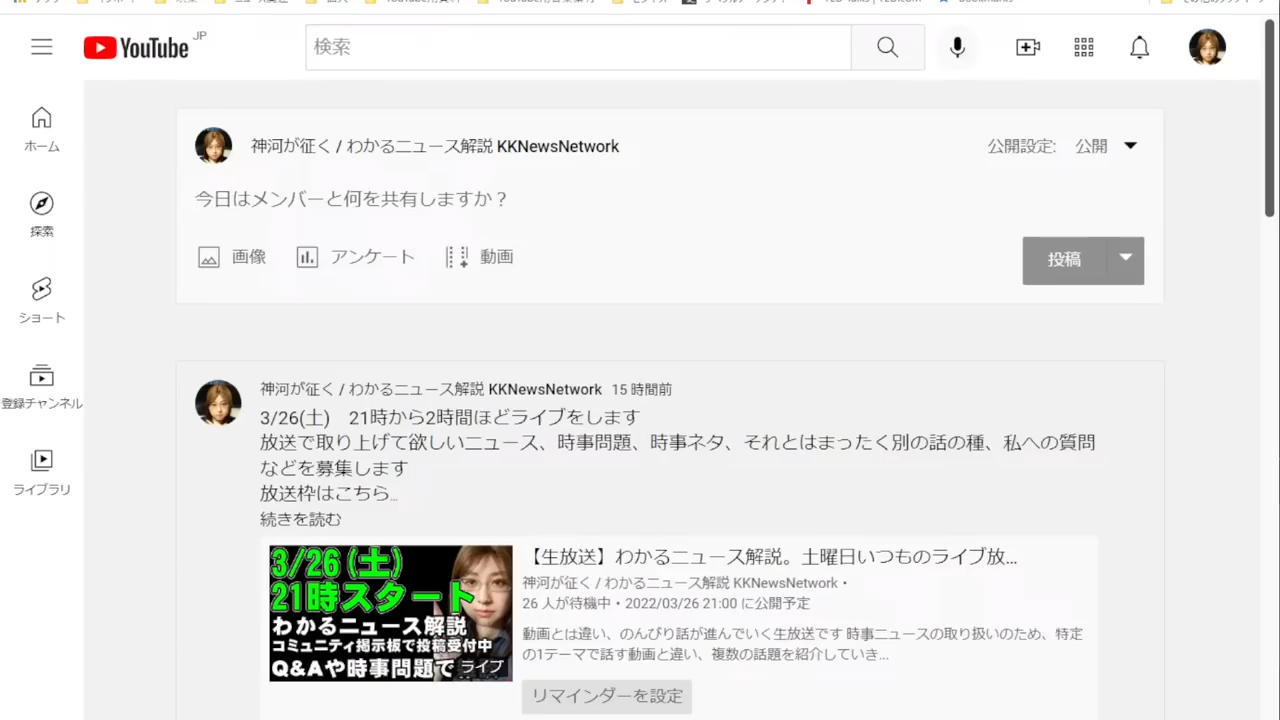 YouTube JP
検索
ホーム
探索
ショート
登録チャンネル
ライブラリ
神河が征く / わかるニュース解説 KKNewsNetwork
公開設定: 公開
今日はメンバーと何を共有しますか?
画像 アンケート 動画
投稿
神河が征く / わかるニュース解説 KKNewsNetwork 15 時間前
3/26(土) 21時から2時間ほどライブをします
放送で取り上げて欲しいニュース、時事問題、時事ネタ、それとはまったく別の話の種、私への質問
などを募集します
放送枠はこちら...
続きを読む
3/26 (土)
21時スタート
わかるニュース解説
コミュニティ掲示板で投稿受付中
Q&Aや時事問題で
ライブ
【生放送】わかるニュース解説。土曜日いつものライブ放...
神河が征く / わかるニュース解説 KKNewsNetwork・
26 人が待機中・2022/03/26 21:00 に公開予定
動画とは違い、のんびり話が進んでいく生放送です 時事ニュースの取り扱いのため、特定
の1テーマで話す動画と違い、複数の話題を紹介していき...
リマインダーを設定